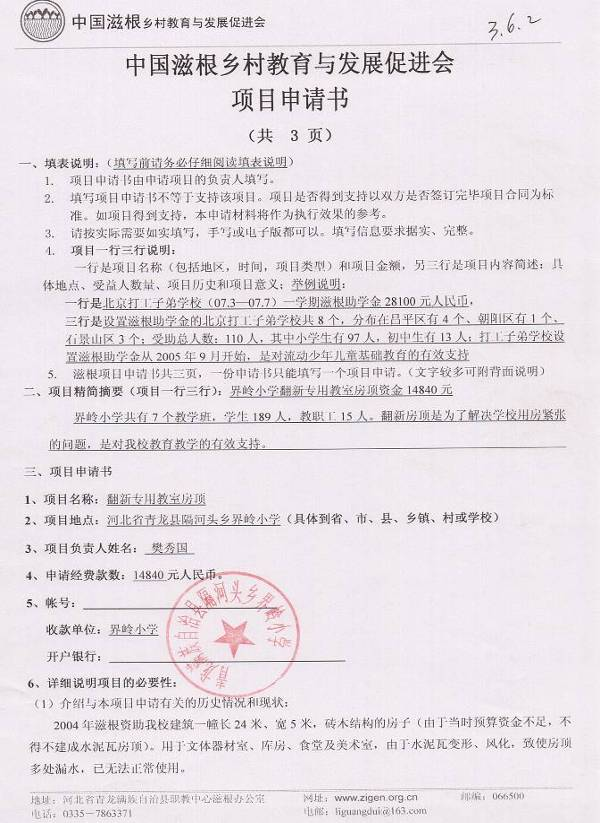 中国滋根乡村教育与发展促进会
3.6.2
中国滋根乡村教育与发展促进会
项目申请书
（共 3 页）
一、填表说明：（填写前请务必仔细阅读填表说明）
1. 项目申请书由申请项目的负责人填写。
2. 填写项目申请书不等于支持该项目。项目是否得到支持以双方是否签订完毕项目合同为标
准。如项目得到支持，本申请材料将作为执行效果的参考。
3. 请按实际需要如实填写，手写或电子版都可以。填写信息要求据实、完整。
4. 项目一行三行说明：
一行是项目名称（包括地区，时间，项目类型）和项目金额，另三行是项目内容简述：具
体地点、受益人数量、项目历史和项目意义；举例说明：
一行是北京打工子弟学校（07.3—07.7）一学期滋根助学金 28100 元人民币，
三行是设置滋根助学金的北京打工子弟学校共 8 个，分布在昌平区有 4 个、朝阳区有 1 个、
石景山区 3 个；受助总人数：110 人，其中小学生有 97 人，初中生有 13 人；打工子弟学校设
置滋根助学金从 2005 年 9 月开始，是对流动少年儿童基础教育的有效支持
5. 滋根项目申请书共三页，一份申请书只能填写一个项目申请。（文字较多可附背面说明）
二、项目精简摘要（项目一行三行）：界岭小学翻新专用教室房顶资金 14840 元
界岭小学共有 7 个教学班，学生 189 人，教职工 15 人。翻新房顶是为了解决学校用房紧张
的问题，是对我校教育教学的有效支持。
三、项目申请书
1、项目名称：翻新专用教室房顶
2、项目地点：河北省青龙县隔河头乡界岭小学（具体到省、市、县、乡镇、村或学校）
3、项目负责人姓名： 樊秀国
4、申请经费款数：14840 元人民币。
5、帐号：
收款单位：界岭小学
开户银行：
青龙满族自治县隔河头乡界岭小学
6、详细说明项目的必要性：
（1）介绍与本项目申请有关的历史情况和现状：
2004 年滋根资助我校建筑一幢长 24 米、宽 5 米，砖木结构的房子（由于当时预算资金不足，不
得不建成水泥瓦房顶）。用于文体器材室、库房、食堂及美术室，由于水泥瓦变形、风化，致使房顶
多处漏水，已无法正常使用。
地址：河北省青龙满族自治县职教中心滋根办公室 网址：www.zigen.org.cn 邮编：066500
电话：0335-7863371 电邮：liguangdui@163.com